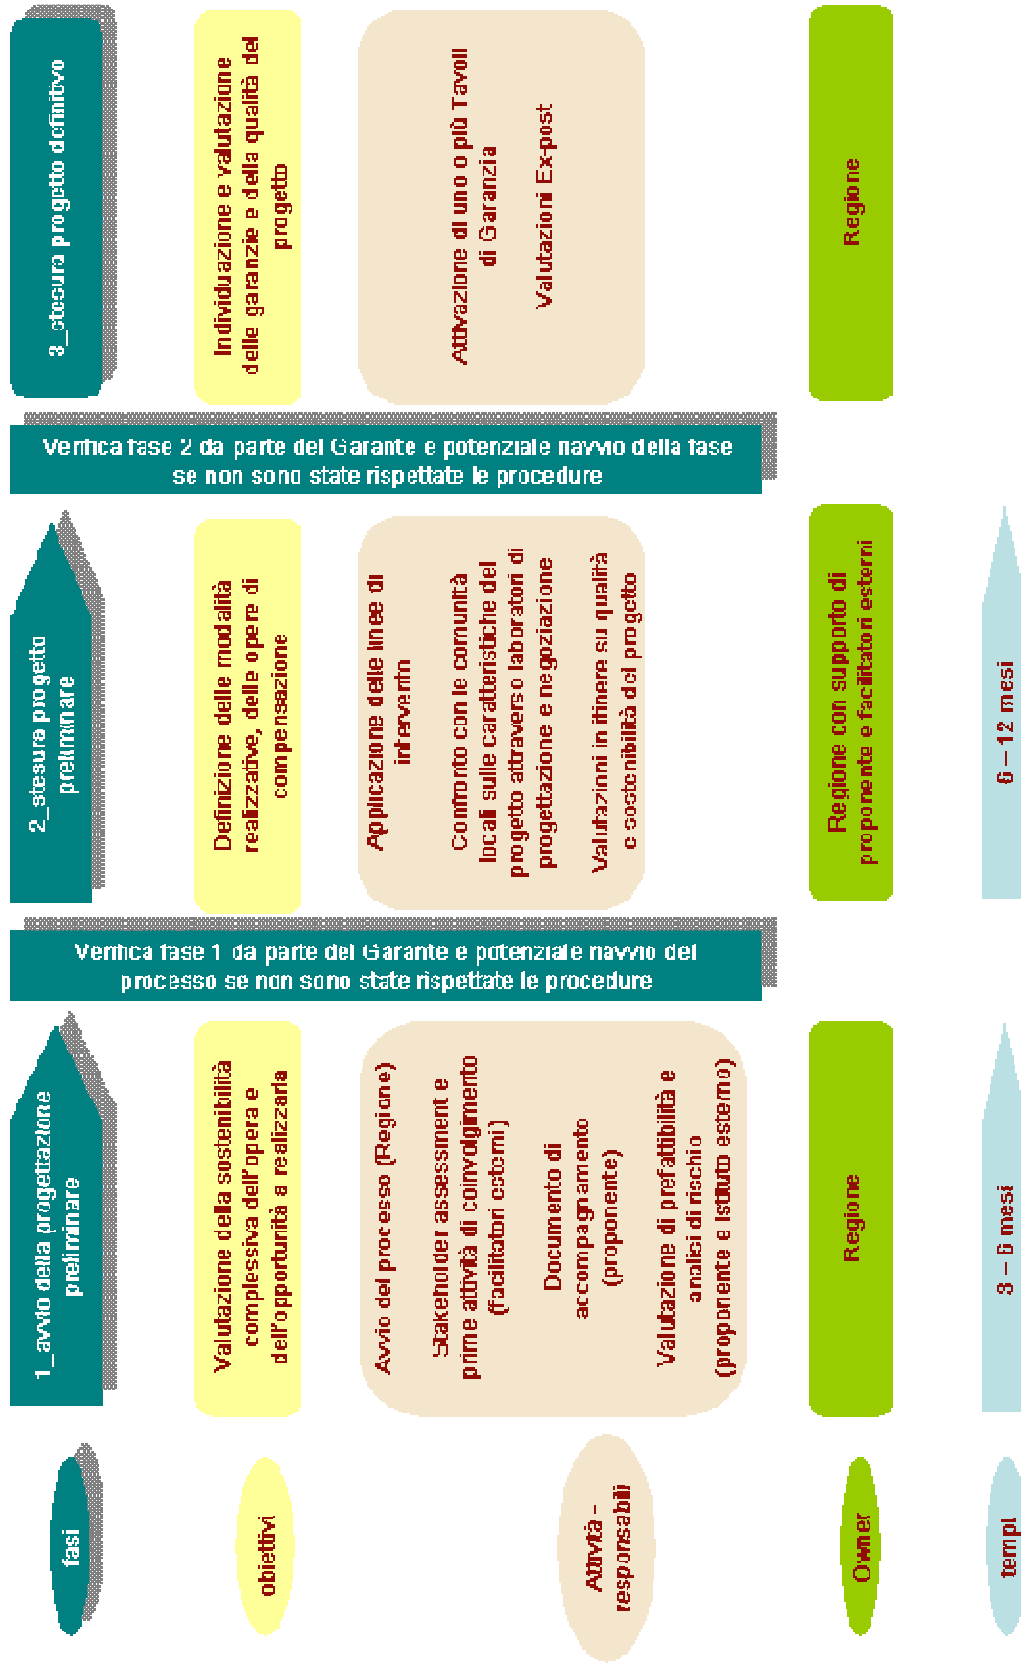 fasi
1_avvio della progettazione
preliminare
2_stesura progetto
preliminare
3_stesura progetto definitivo
obiettivi
Valutazione della sostenibilità
complessiva dell'opera e
dell'opportunità a realizzarla
Definizione delle modalità
realizzative, delle opere di
compensazione
Individuazione e valutazione
delle garanzie e della qualità del
progetto
Attività -
responsabili
Avvio del processo (Regione)
Stakeholder assessment e
prime attività di coinvolgimento
(facilitatori esterni)
Documento di
accompagnamento
(proponente)
Valutazione di prefattibilità e
analisi di rischio
(proponente e Istituto esterno)
Verifica fase 1 da parte del Garante e potenziale riavvio del
processo se non sono state rispettate le procedure
Applicazione delle linee di
intervento
Confronto con le comunità
locali sulle caratteristiche del
progetto attraverso laboratori di
progettazione e negoziazione
Valutazioni in itinere su qualità
e sostenibilità del progetto
Verifica fase 2 da parte del Garante e potenziale riavvio della fase
se non sono state rispettate le procedure
Attivazione di uno o più Tavoli
di Garanzia
Valutazioni Ex-post
Owner
Regione
Regione con supporto di
proponente e facilitatori esterni
Regione
tempi
3 – 6 mesi
6 – 12 mesi